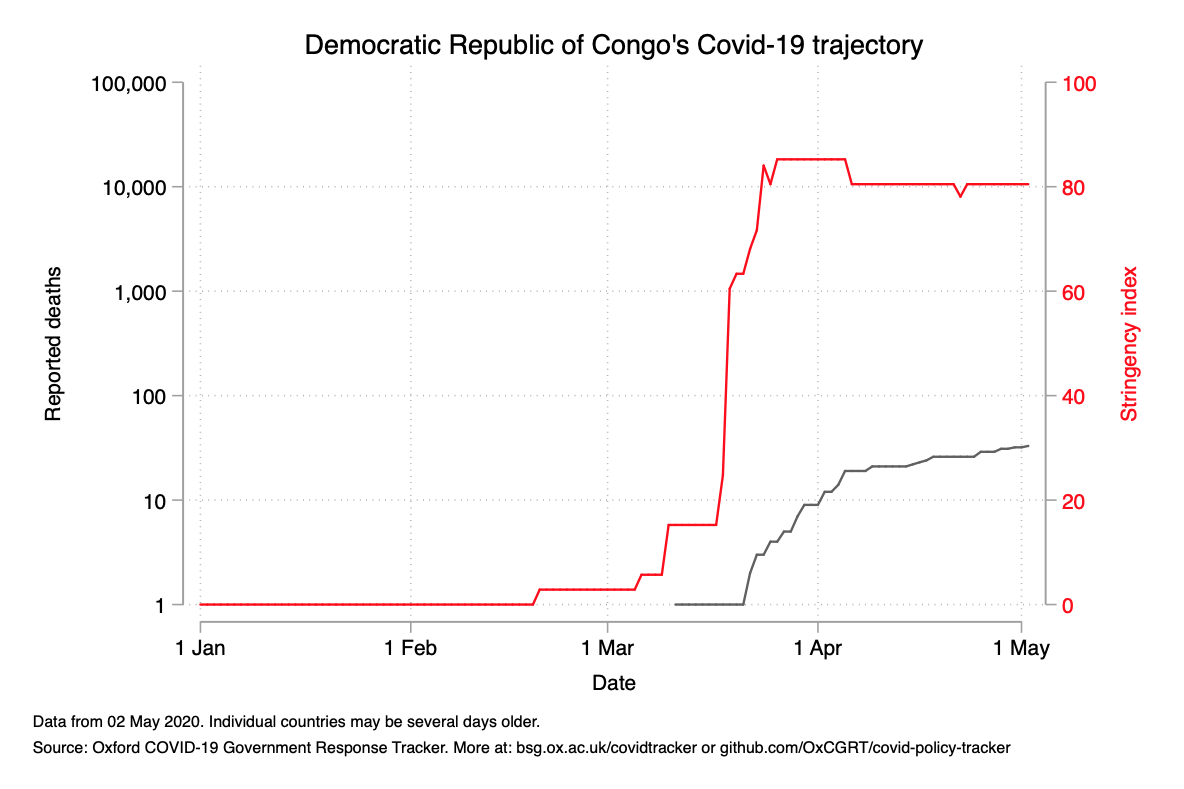 Democratic Republic of Congo's Covid-19 trajectory
100,000
10,000
1,000
100
10
1
Reported deaths
100
80
60
40
20
0
Stringency index
1 Jan
1 Feb
1 Mar
1 Apr
1 May
Date
Data from 02 May 2020. Individual countries may be several days older.
Source: Oxford COVID-19 Government Response Tracker. More at: bsg.ox.ac.uk/covidtracker or github.com/OxCGRT/covid-policy-tracker